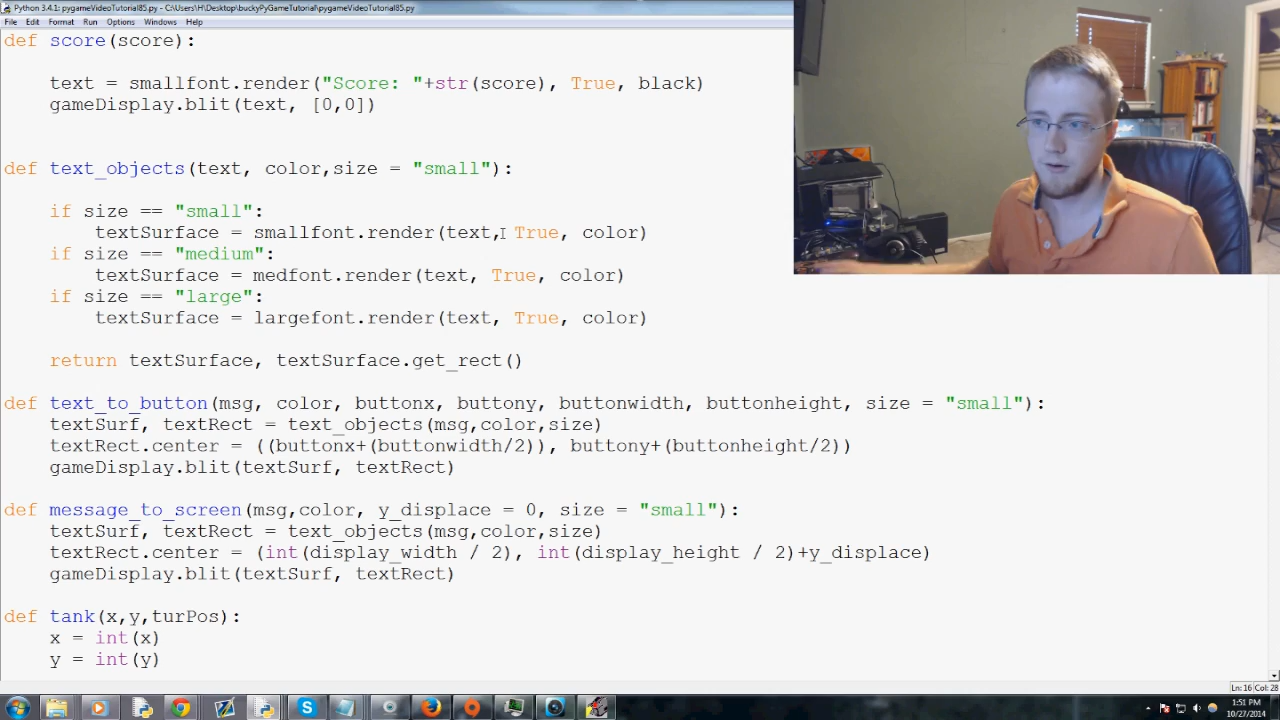 Python 3.4.1: pygameVideoTutorial85.py - C:\Users\H\Desktop\buckyPyGameTutorial\pygameVideoTutorial85.py
File Edit Format Run Options Windows Help
def score(score):
text = smallfont.render("Score: "+str(score), True, black)
gameDisplay.blit(text, [0,0])
def text_objects(text, color,size = "small"):
if size == "small":
textSurface = smallfont.render(text, True, color)
if size == "medium":
textSurface = medfont.render(text, True, color)
if size == "large":
textSurface = largefont.render(text, True, color)
return textSurface, textSurface.get_rect()
def text_to_button(msg, color, buttonx, buttony, buttonwidth, buttonheight, size = "small"):
textSurf, textRect = text_objects(msg,color,size)
textRect.center = ((buttonx+(buttonwidth/2)), buttony+(buttonheight/2))
gameDisplay.blit(textSurf, textRect)
def message_to_screen(msg,color, y_displace = 0, size = "small"):
textSurf, textRect = text_objects(msg,color,size)
textRect.center = (int(display_width / 2), int(display_height / 2)+y_displace)
gameDisplay.blit(textSurf, textRect)
def tank(x,y,turPos):
x = int(x)
y = int(y)
Ln: 16 Col: 28
1:51 PM
10/27/2014